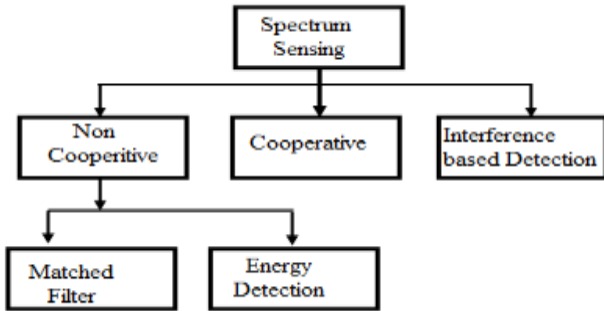 Spectrum
Sensing
Non
Cooperitive
Cooperative
Interference
based Detection
Matched
Filter
Energy
Detection